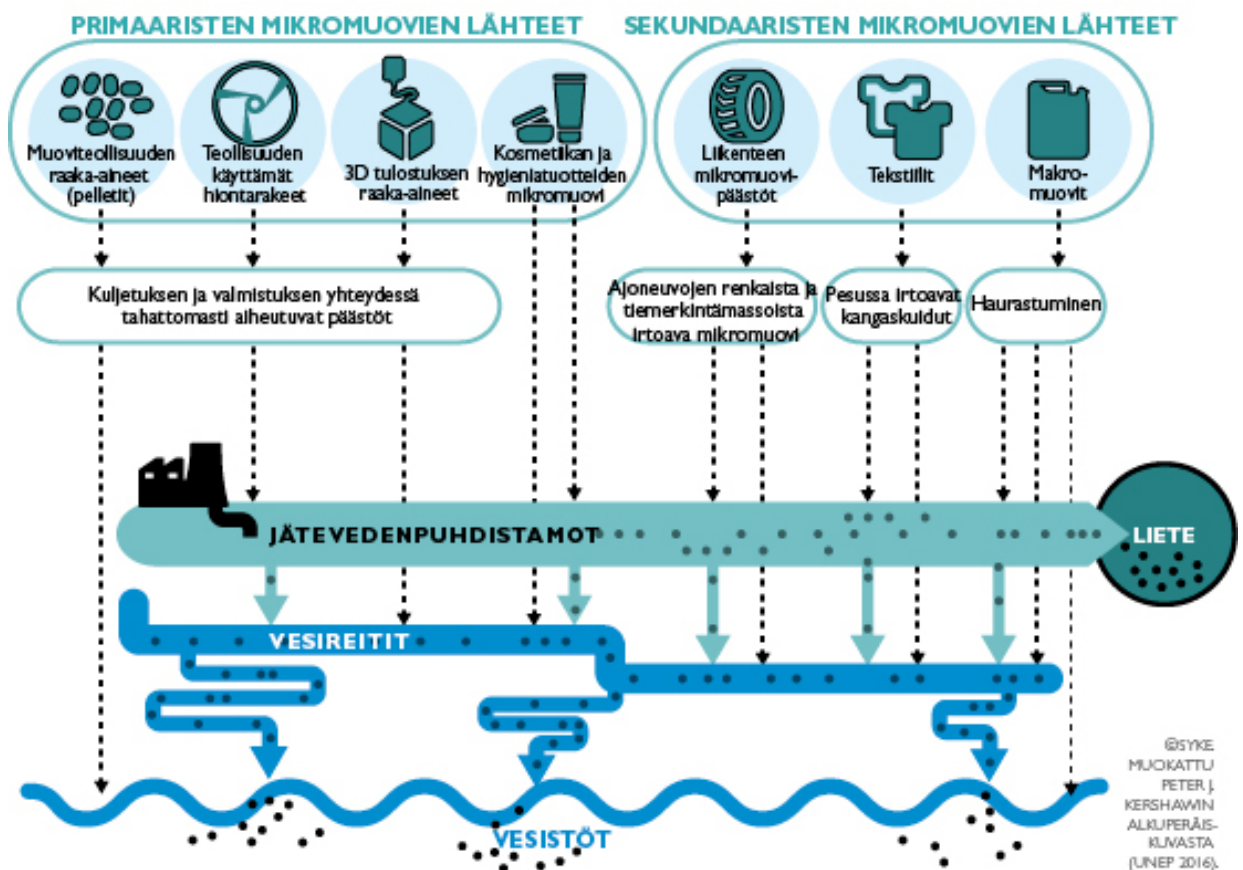 PRIMAARISTEN MIKROMUOVIEN LÄHTEET
SEKUNDAARISTEN MIKROMUOVIEN LÄHTEET
Muoviteollisuuden
raaka-aineet
(pelletit)
Teollisuuden
käyttämät
hiontarakeet
3D tulostuksen
raaka-aineet
Kosmetiikan ja
hygieniatuotteiden
mikromuovi
Liikenteen
mikromuovi-
päästöt
Tekstiilit
Makro-
muovit
Kuljetuksen ja valmistuksen yhteydessä
tahattomasti aiheutuvat päästöt
Ajoneuvojen renkaista ja
tiemerkintämassoista
irtoava mikromuovi
Pesussa irtoavat
kangaskuidut
Haurastuminen
JÄTEVEDENPUHDISTAMOT
LIETE
VESIREITIT
VESISTÖT
©SYKE
MUOKATTU
PETER J.
KERSHAWIN
ALKUPERÄIS-
KUVASTA
(UNEP 2016).